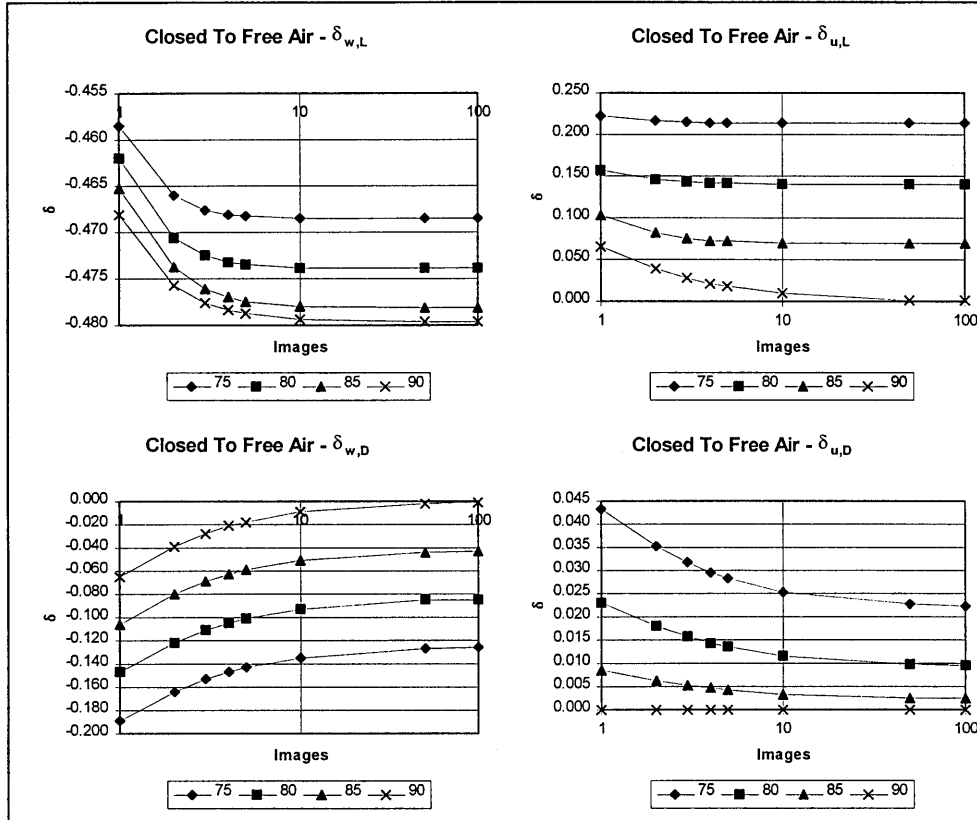 Closed To Free Air - δw,L
-0.455
-0.460
-0.465
-0.470
-0.475
-0.480
δ
1
10
100
Images
75 80 85 90
Closed To Free Air - δu,L
0.250
0.200
0.150
0.100
0.050
0.000
δ
1
10
100
Images
75 80 85 90
Closed To Free Air - δw,D
0.000
-0.020
-0.040
-0.060
-0.080
-0.100
-0.120
-0.140
-0.160
-0.180
-0.200
δ
1
10
100
Images
75 80 85 90
Closed To Free Air - δu,D
0.045
0.040
0.035
0.030
0.025
0.020
0.015
0.010
0.005
0.000
δ
1
10
100
Images
75 80 85 90